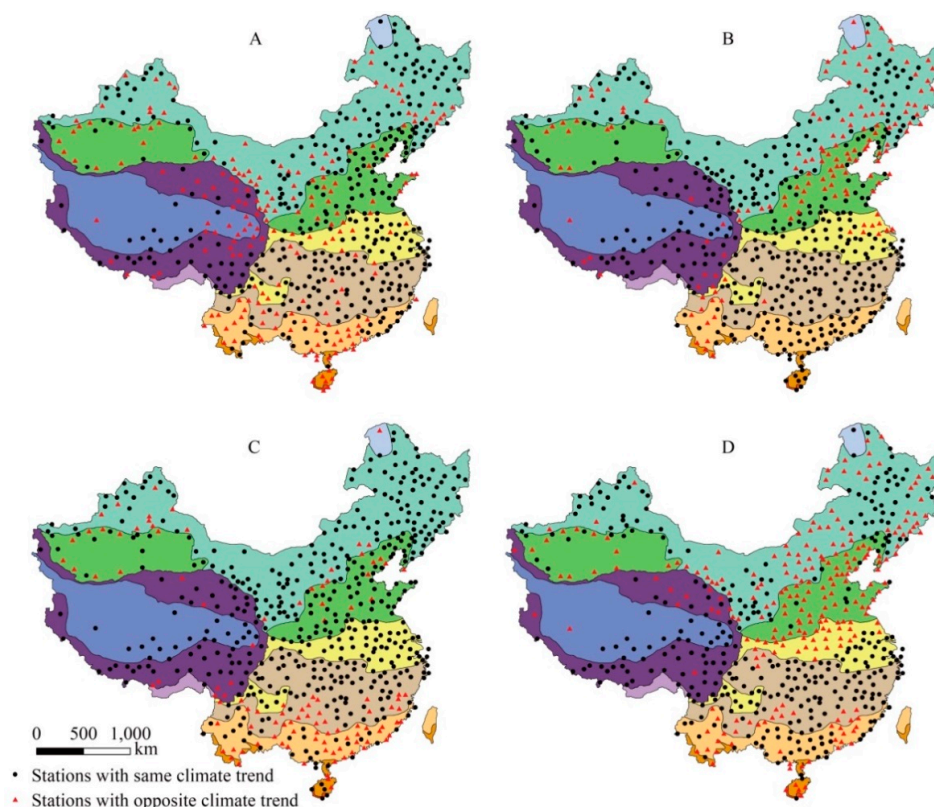 A
B
C
D
0 500 1,000
km
Stations with same climate trend
Stations with opposite climate trend